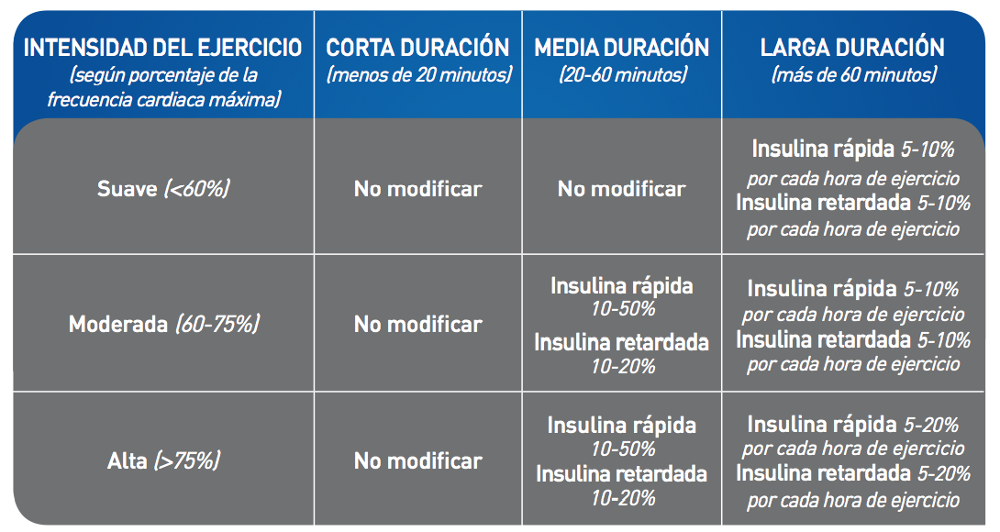 INTENSIDAD DEL EJERCICIO
(según porcentaje de la
frecuencia cardiaca máxima)
CORTA DURACIÓN
(menos de 20 minutos)
MEDIA DURACIÓN
(20-60 minutos)
LARGA DURACIÓN
(más de 60 minutos)
Suave (<60%)
No modificar
No modificar
Insulina rápida 5-10%
por cada hora de ejercicio
Insulina retardada 5-10%
por cada hora de ejercicio
Moderada (60-75%)
No modificar
Insulina rápida
10-50%
Insulina retardada
10-20%
Insulina rápida 5-10%
por cada hora de ejercicio
Insulina retardada 5-10%
por cada hora de ejercicio
Alta (>75%)
No modificar
Insulina rápida
10-50%
Insulina retardada
10-20%
Insulina rápida 5-20%
por cada hora de ejercicio
Insulina retardada 5-20%
por cada hora de ejercicio